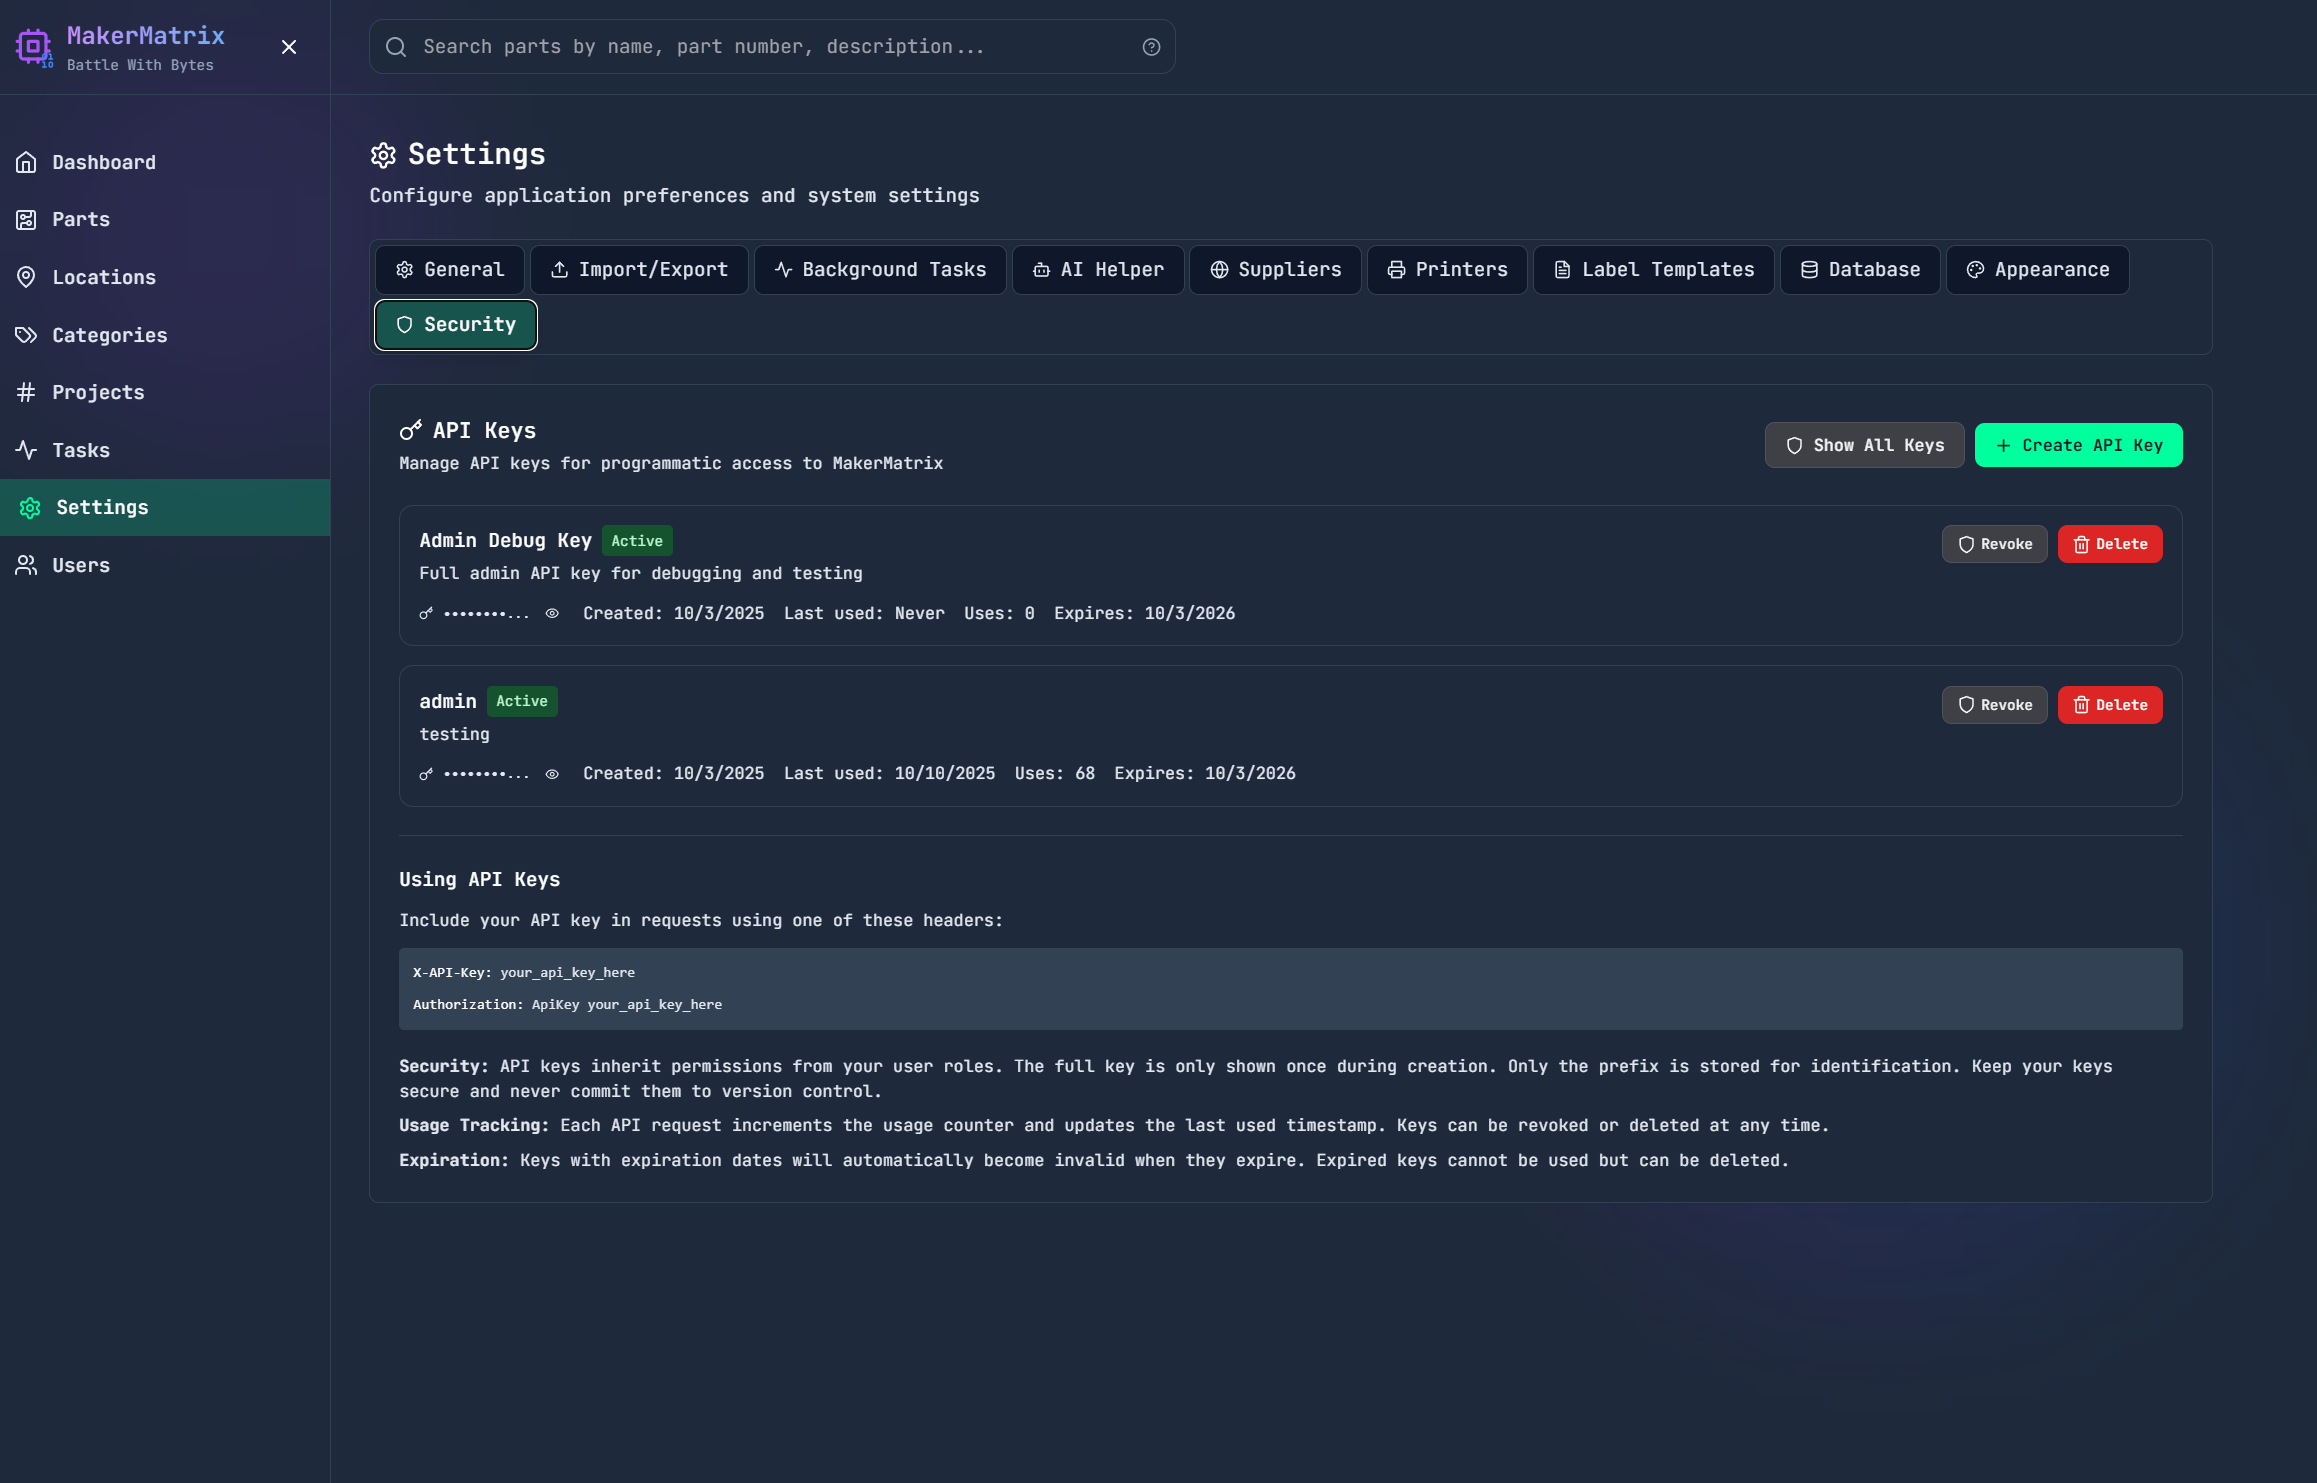 MakerMatrix
Battle With Bytes
Search parts by name, part number, description...
Dashboard
Parts
Locations
Categories
Projects
Tasks
Settings
Users
Settings
Configure application preferences and system settings
General
Import/Export
Background Tasks
AI Helper
Suppliers
Printers
Label Templates
Database
Appearance
Security
API Keys
Manage API keys for programmatic access to MakerMatrix
Show All Keys
+ Create API Key
Admin Debug Key Active
Revoke
Delete
Full admin API key for debugging and testing
••••••••... Created: 10/3/2025 Last used: Never Uses: 0 Expires: 10/3/2026
admin Active
Revoke
Delete
testing
••••••••... Created: 10/3/2025 Last used: 10/10/2025 Uses: 68 Expires: 10/3/2026
Using API Keys
Include your API key in requests using one of these headers:
X-API-Key: your_api_key_here
Authorization: ApiKey your_api_key_here
Security: API keys inherit permissions from your user roles. The full key is only shown once during creation. Only the prefix is stored for identification. Keep your keys
secure and never commit them to version control.
Usage Tracking: Each API request increments the usage counter and updates the last used timestamp. Keys can be revoked or deleted at any time.
Expiration: Keys with expiration dates will automatically become invalid when they expire. Expired keys cannot be used but can be deleted.